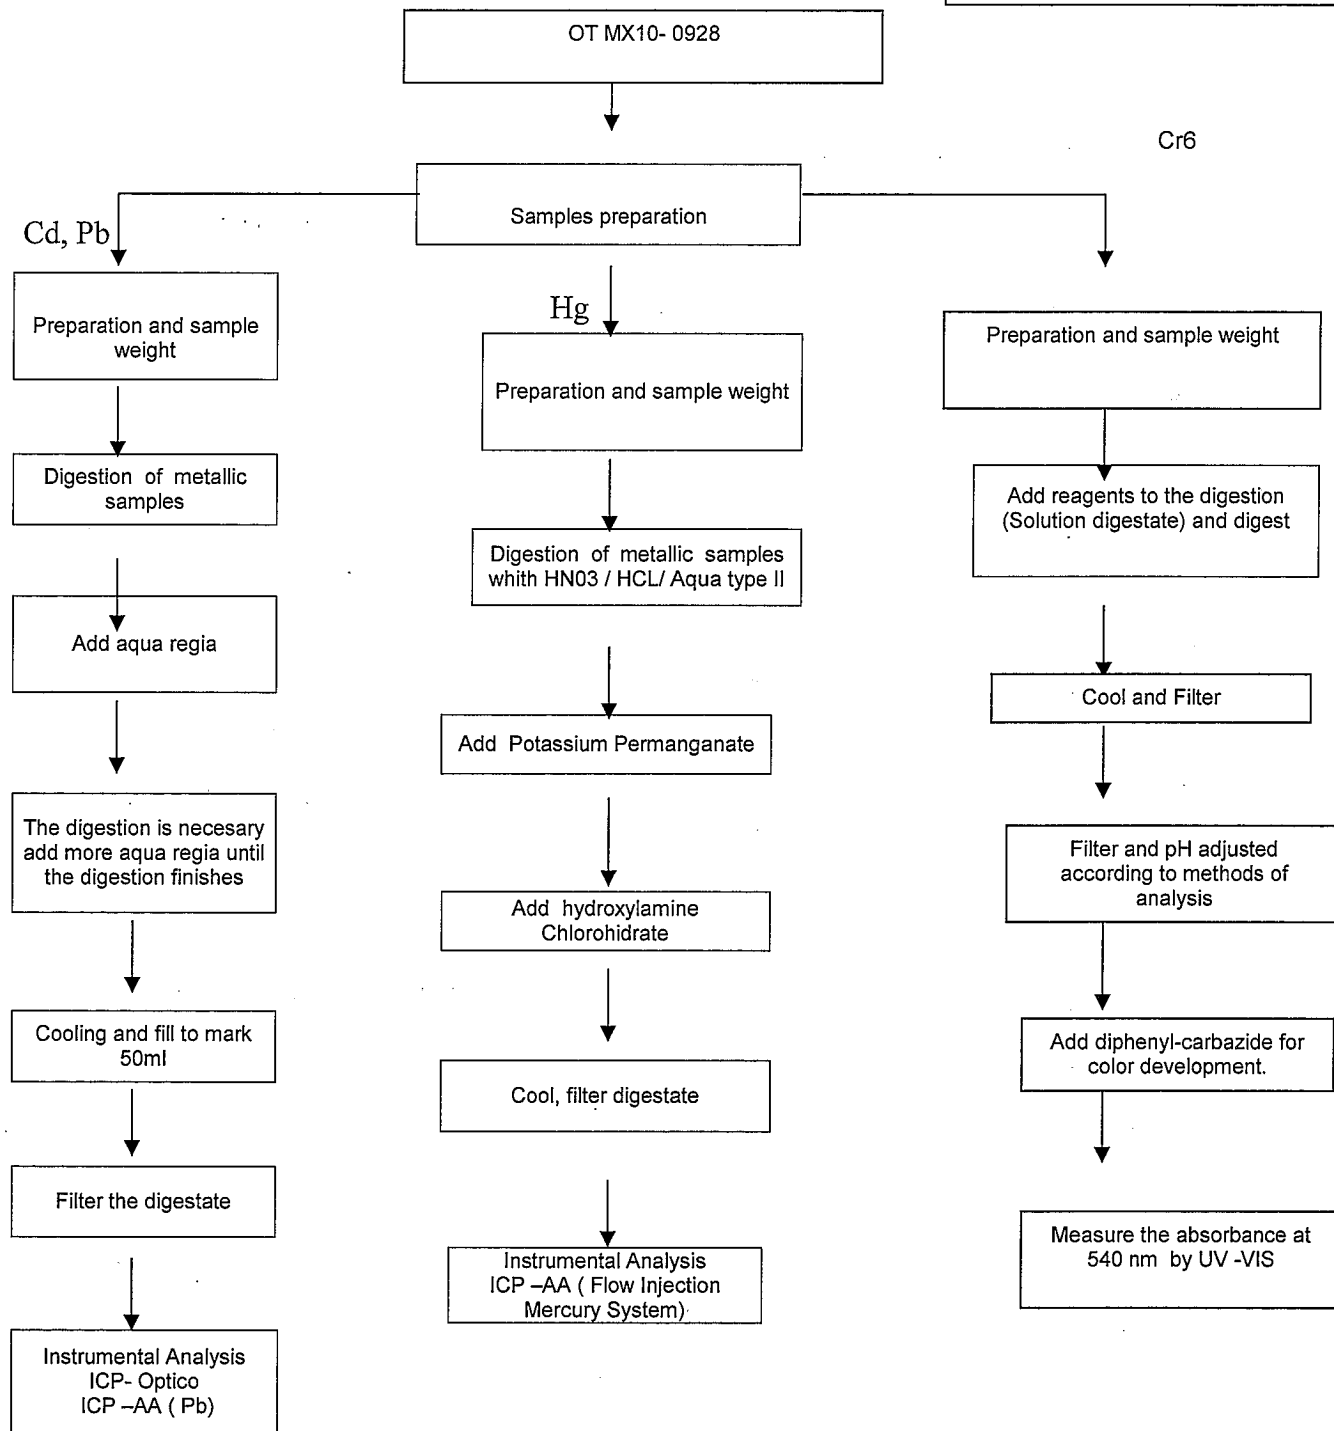 OT MX10- 0928
Samples preparation
Cd, Pb
Preparation and sample
weight
Digestion of metallic
samples
Add aqua regia
The digestion is necesary
add more aqua regia until
the digestion finishes
Cooling and fill to mark
50ml
Filter the digestate
Instrumental Analysis
ICP- Optico
ICP –AA ( Pb)
Hg
Preparation and sample weight
Digestion of metallic samples
whith HN03 / HCL/ Aqua type II
Add Potassium Permanganate
Add hydroxylamine
Chlorohidrate
Cool, filter digestate
Instrumental Analysis
ICP –AA ( Flow Injection
Mercury System)
Cr6
Preparation and sample weight
Add reagents to the digestion
(Solution digestate) and digest
Cool and Filter
Filter and pH adjusted
according to methods of
analysis
Add diphenyl-carbazide for
color development.
Measure the absorbance at
540 nm by UV -VIS